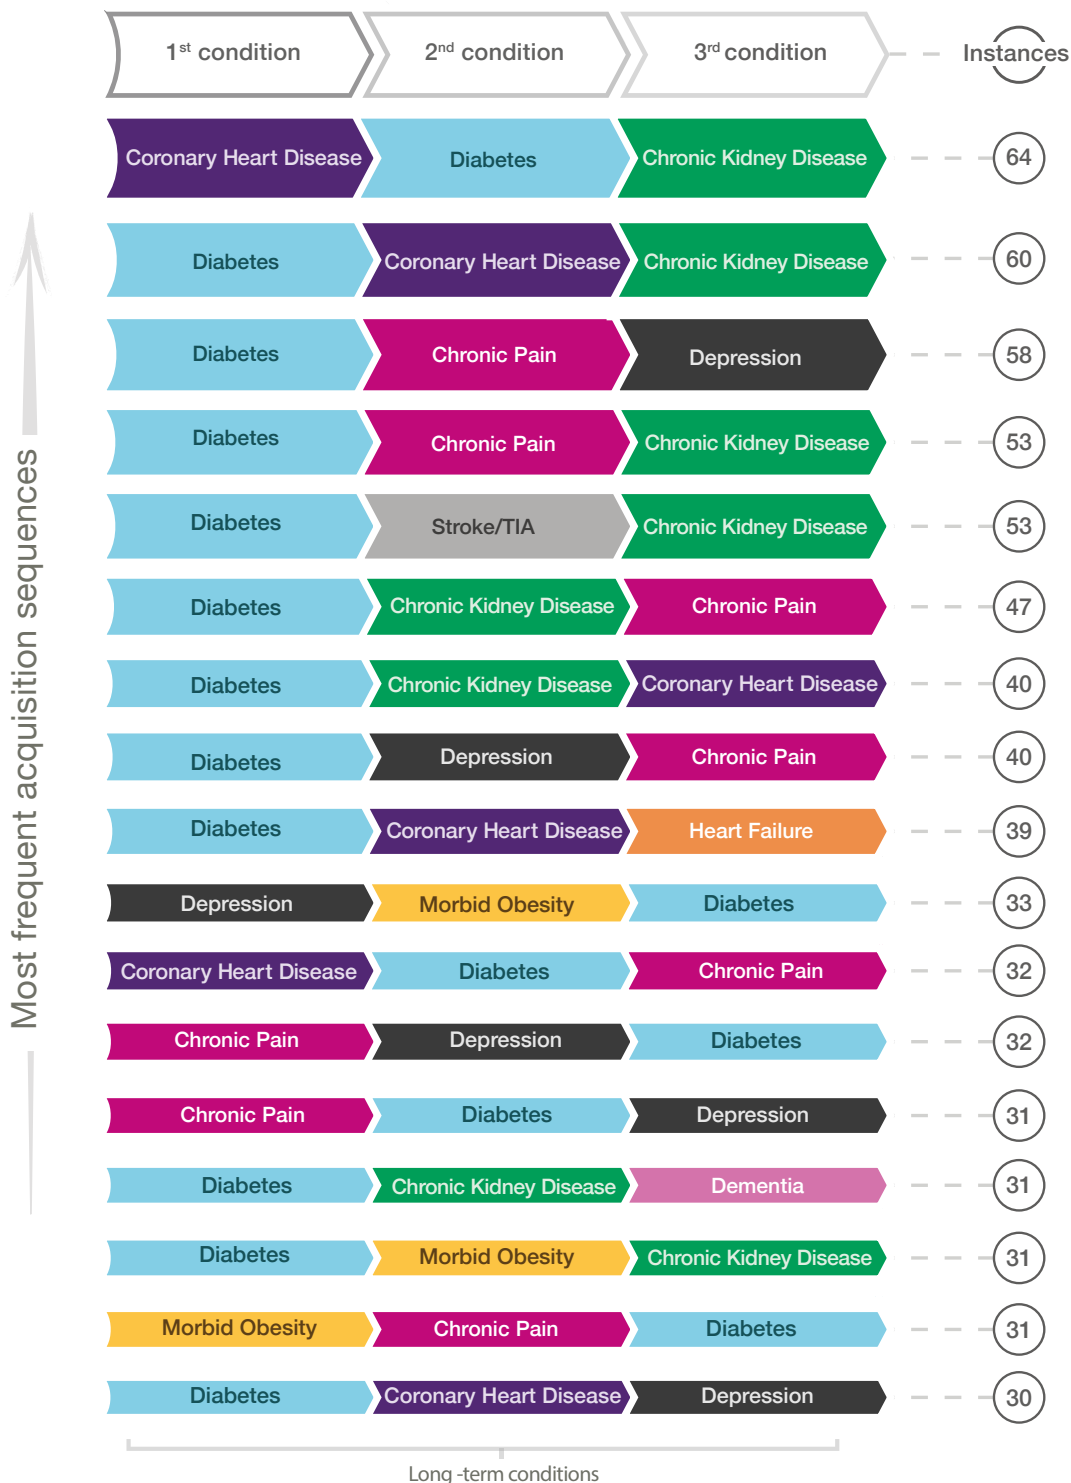 1st condition 2nd condition 3rd condition Instances
Coronary Heart Disease Diabetes Chronic Kidney Disease 64
Diabetes Coronary Heart Disease Chronic Kidney Disease 60
Diabetes Chronic Pain Depression 58
Diabetes Chronic Pain Chronic Kidney Disease 53
Diabetes Stroke/TIA Chronic Kidney Disease 53
Diabetes Chronic Kidney Disease Chronic Pain 47
Diabetes Chronic Kidney Disease Coronary Heart Disease 40
Diabetes Depression Chronic Pain 40
Diabetes Coronary Heart Disease Heart Failure 39
Depression Morbid Obesity Diabetes 33
Coronary Heart Disease Diabetes Chronic Pain 32
Chronic Pain Depression Diabetes 32
Chronic Pain Diabetes Depression 31
Diabetes Chronic Kidney Disease Dementia 31
Diabetes Morbid Obesity Chronic Kidney Disease 31
Morbid Obesity Chronic Pain Diabetes 31
Diabetes Coronary Heart Disease Depression 30
Most frequent acquisition sequences
Long -term conditions